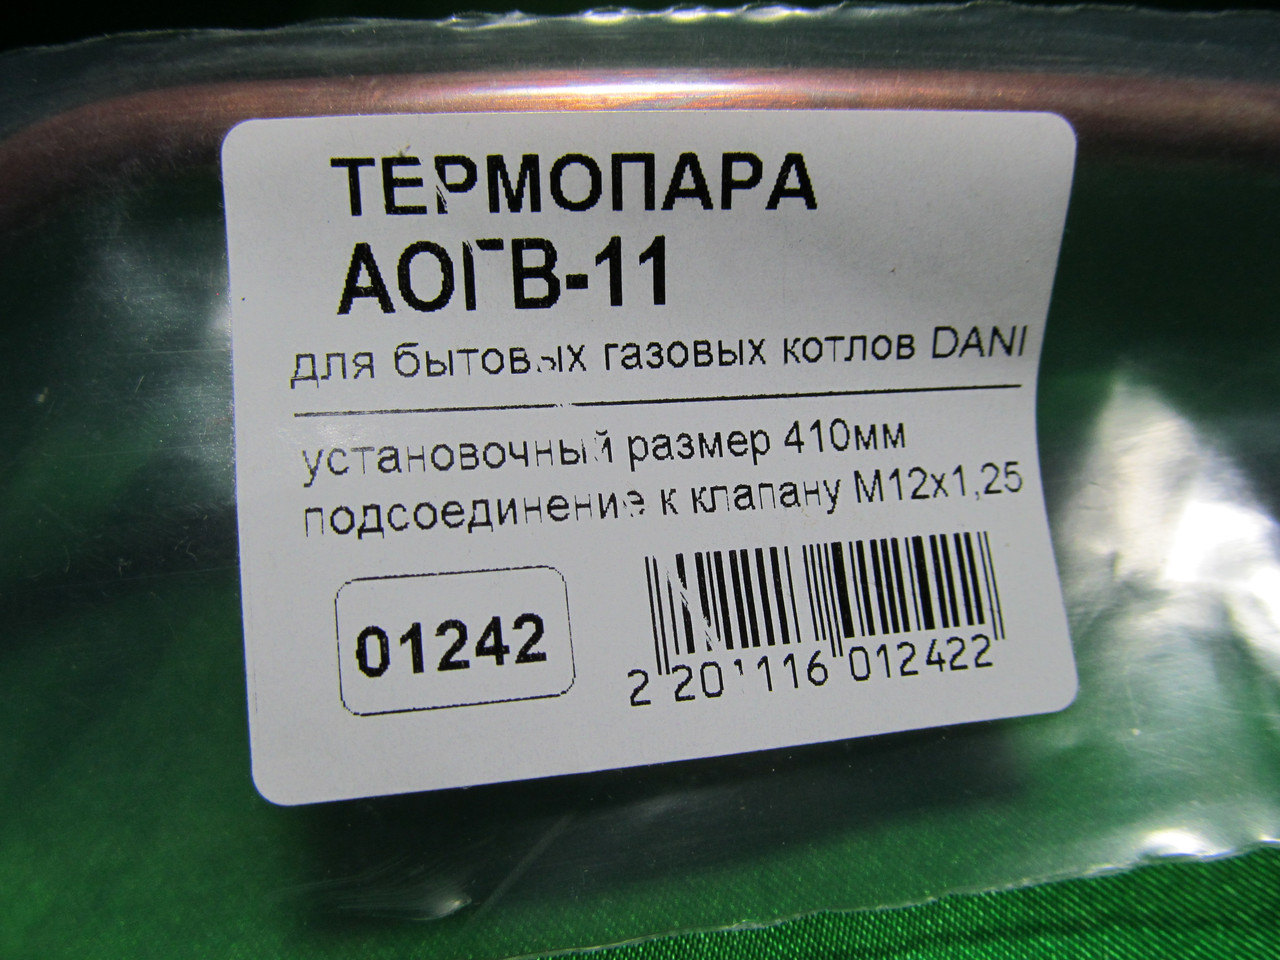 ТЕРМОПАРА
АОГВ-11
для бытовых газовых котлов DANI
установочный размер 410мм
подсоединение к клапану М12х1,25
01242
2 201116 012422